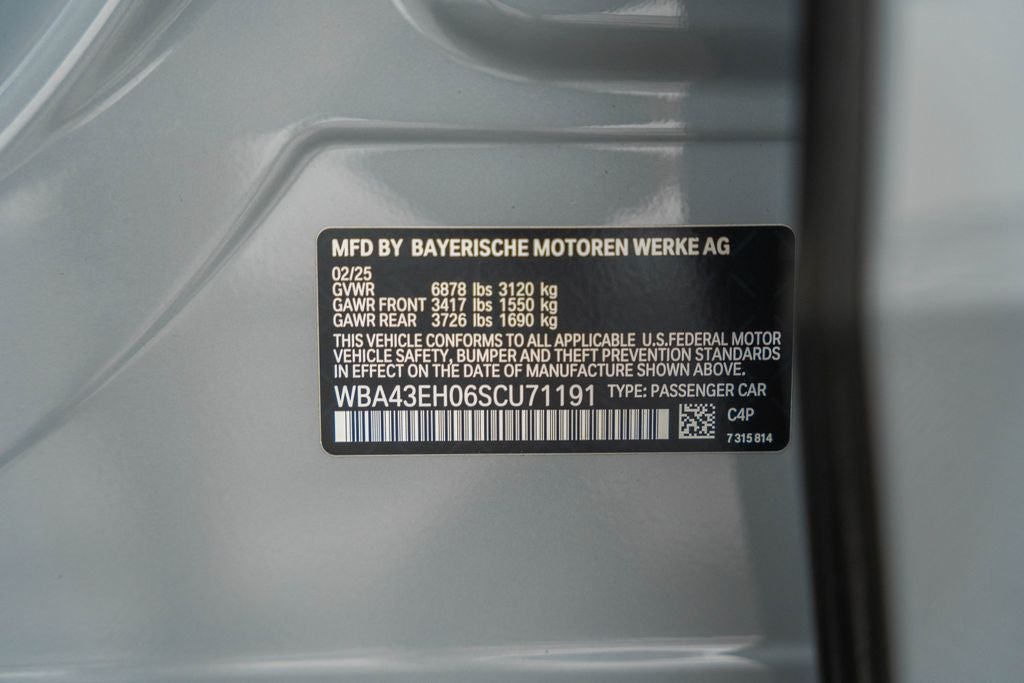 MFD BY BAYERISCHE MOTOREN WERKE AG
02/25
GVWR 6878 lbs 3120 kg
GAWR FRONT 3417 lbs 1550 kg
GAWR REAR 3726 lbs 1690 kg
THIS VEHICLE CONFORMS TO ALL APPLICABLE U.S.FEDERAL MOTOR
VEHICLE SAFETY, BUMPER AND THEFT PREVENTION STANDARDS
IN EFFECT ON THE DATE OF MANUFACTURE SHOWN ABOVE.
WBA43EH06SCU71191 TYPE: PASSENGER CAR
C4P
7 315 814